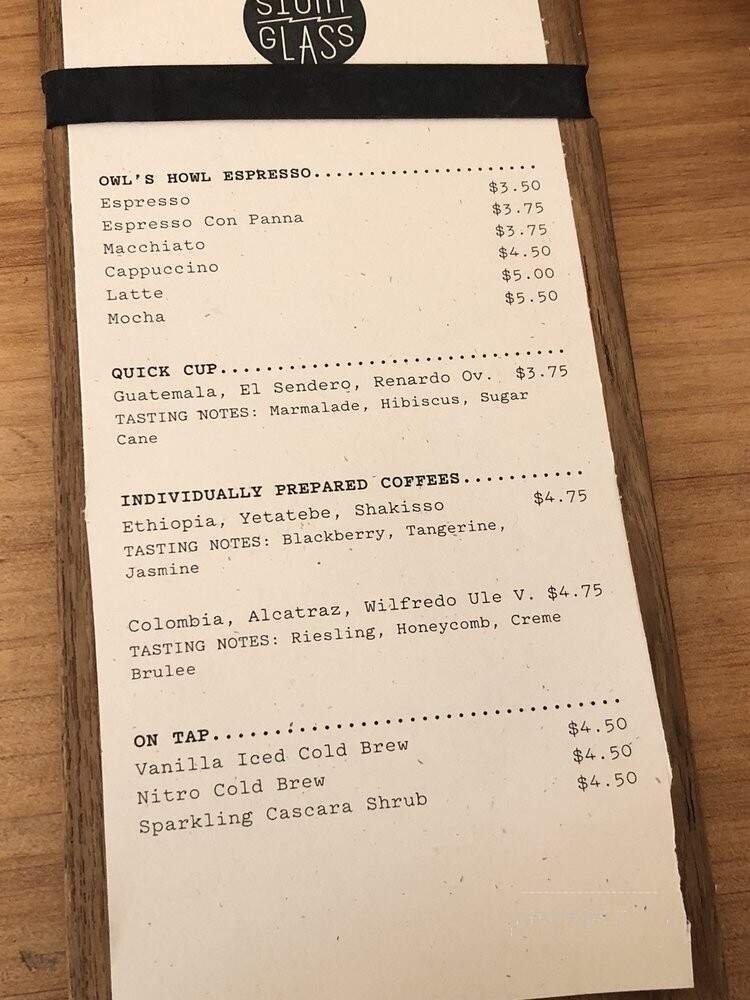 SIGHT
GLASS
OWL'S HOWL ESPRESSO......................
Espresso $3.50
Espresso Con Panna $3.75
Macchiato $3.75
Cappuccino $4.50
Latte $5.00
Mocha $5.50
QUICK CUP..............................
Guatemala, El Sendero, Renardo Ov. $3.75
TASTING NOTES: Marmalade, Hibiscus, Sugar
Cane
INDIVIDUALLY PREPARED COFFEES...........
Ethiopia, Yetatebe, Shakisso $4.75
TASTING NOTES: Blackberry, Tangerine,
Jasmine
Colombia, Alcatraz, Wilfredo Ule V. $4.75
TASTING NOTES: Riesling, Honeycomb, Creme
Brulee
ON TAP..................................
Vanilla Iced Cold Brew $4.50
Nitro Cold Brew $4.50
Sparkling Cascara Shrub $4.50